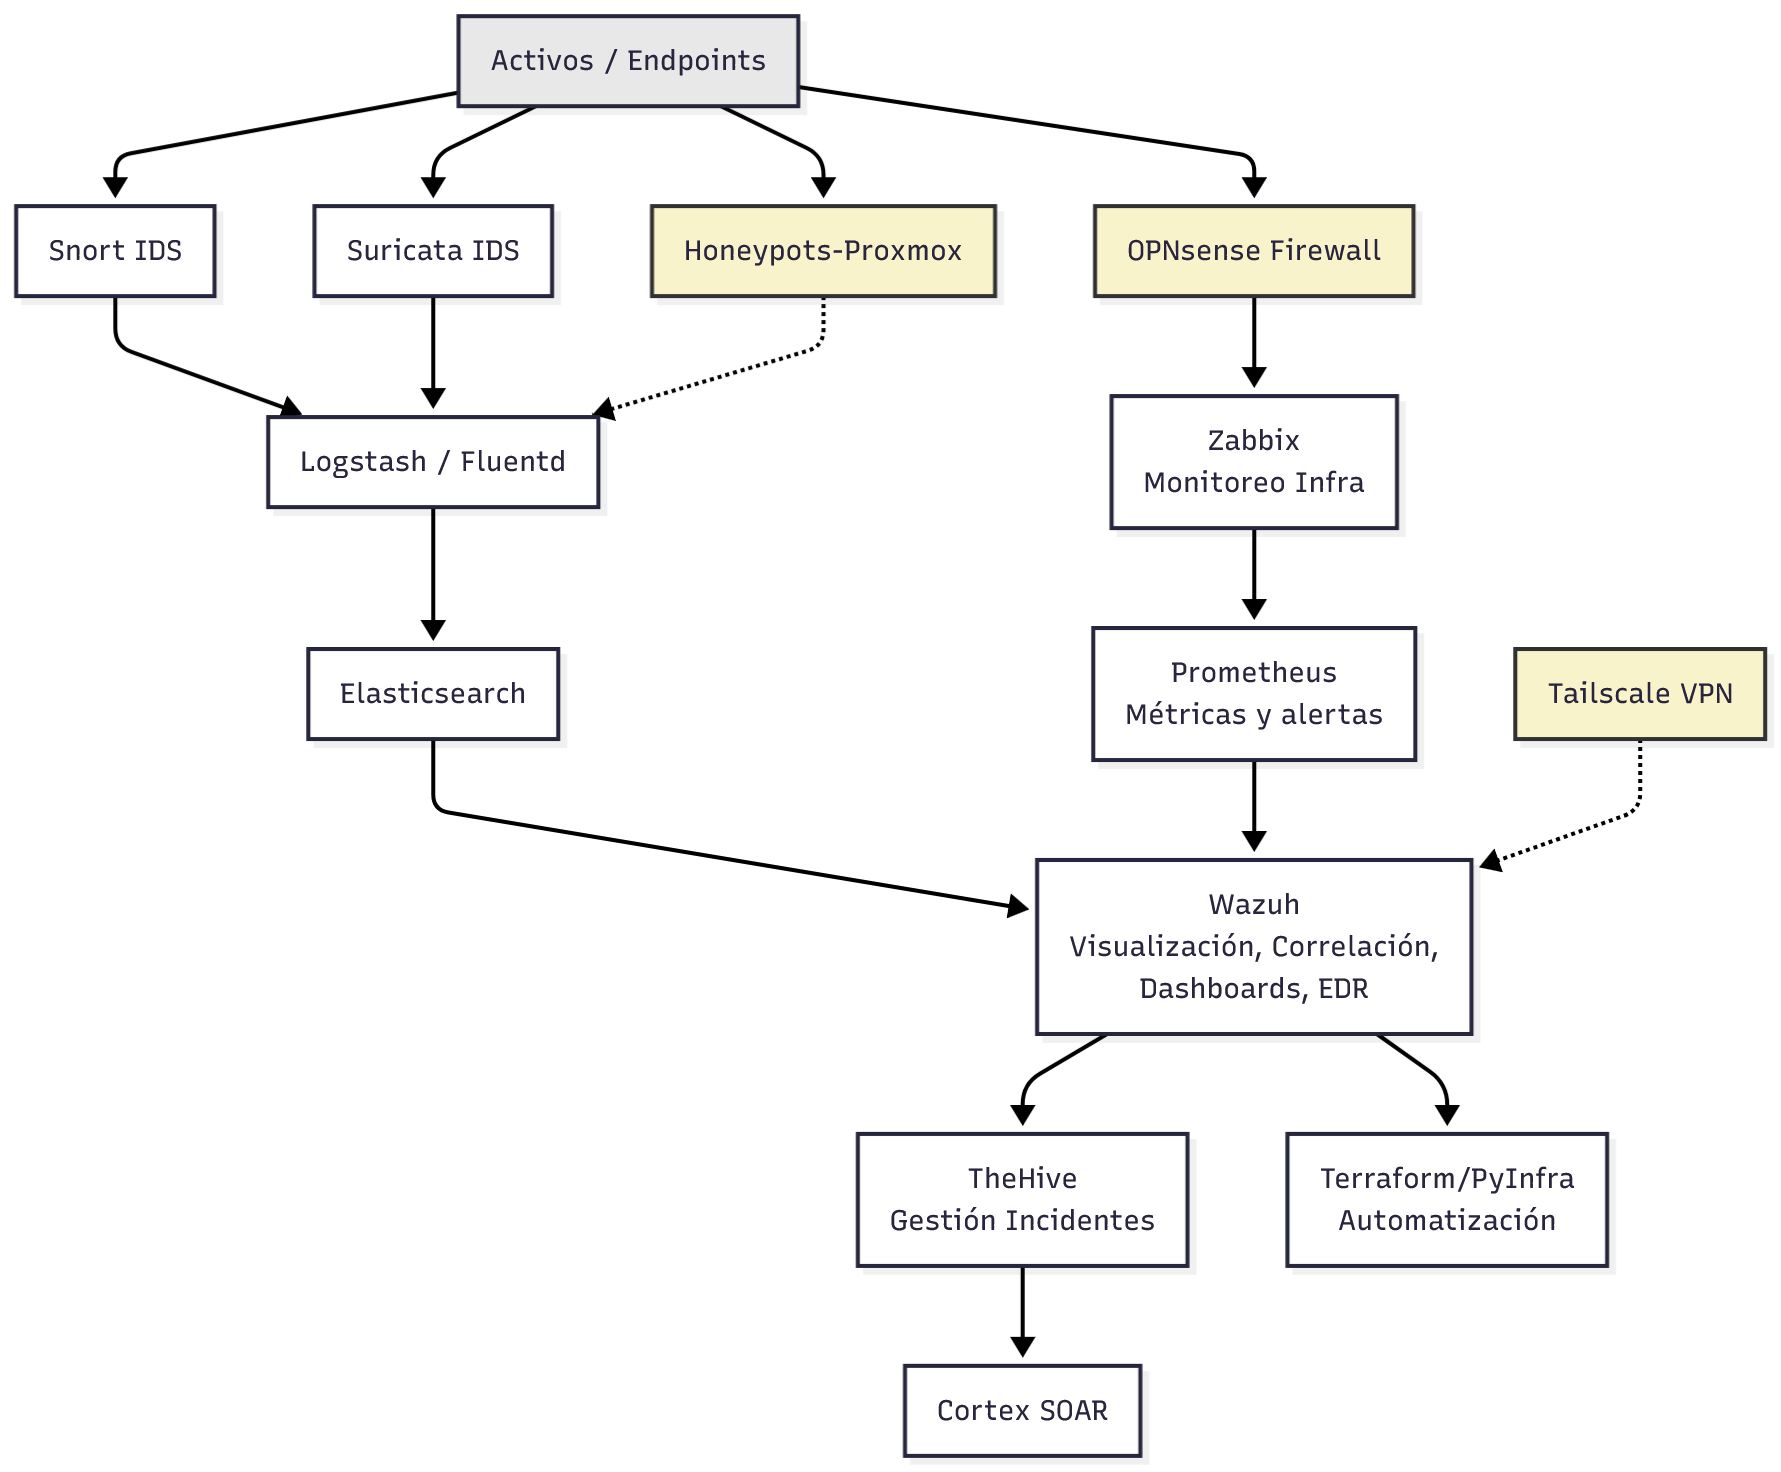 Activos / Endpoints
Snort IDS
Suricata IDS
Honeypots-Proxmox
OPNsense Firewall
Logstash / Fluentd
Zabbix
Monitoreo Infra
Elasticsearch
Prometheus
Métricas y alertas
Tailscale VPN
Wazuh
Visualización, Correlación,
Dashboards, EDR
TheHive
Gestión Incidentes
Terraform/PyInfra
Automatización
Cortex SOAR